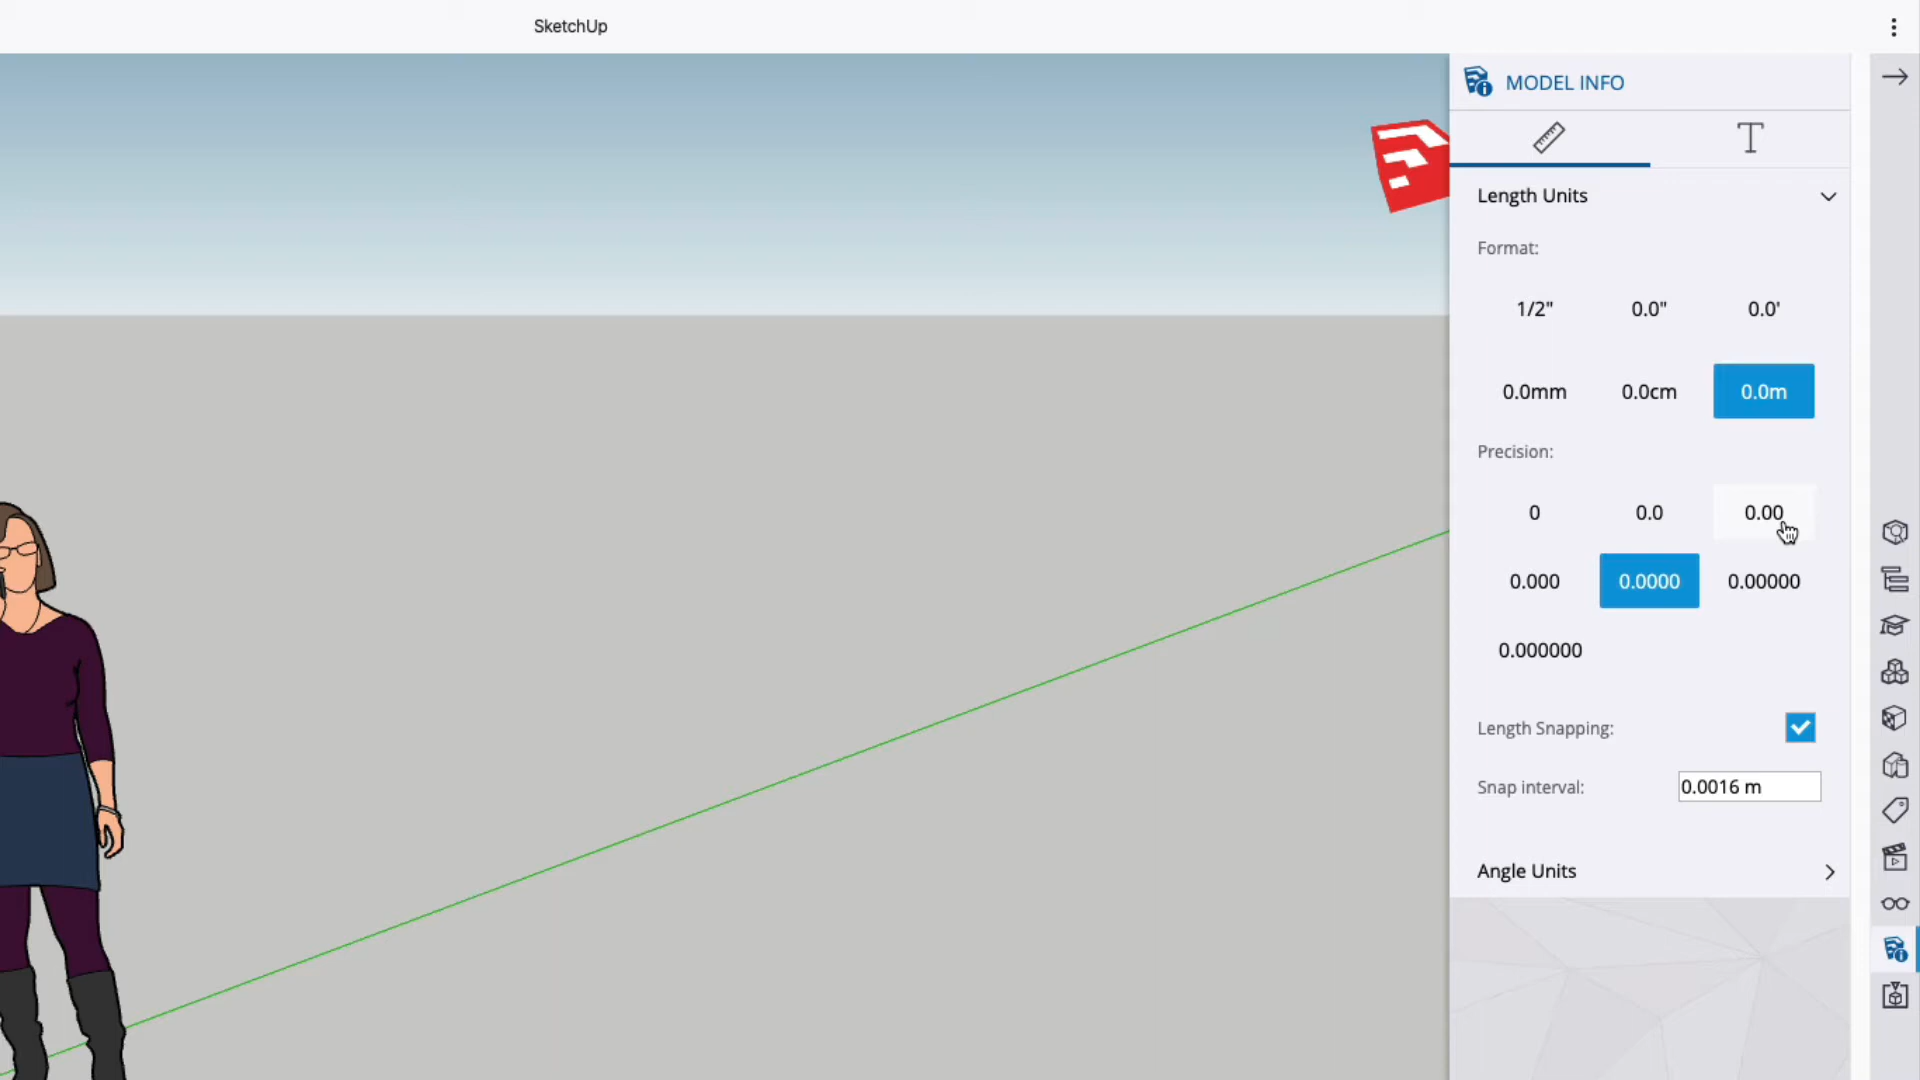 SketchUp
MODEL INFO
Length Units
Format:
1/2" 0.0" 0.0'
0.0mm 0.0cm 0.0m
Precision:
0 0.0 0.00
0.000 0.0000 0.00000
0.000000
Length Snapping:
Snap interval: 0.0016 m
Angle Units